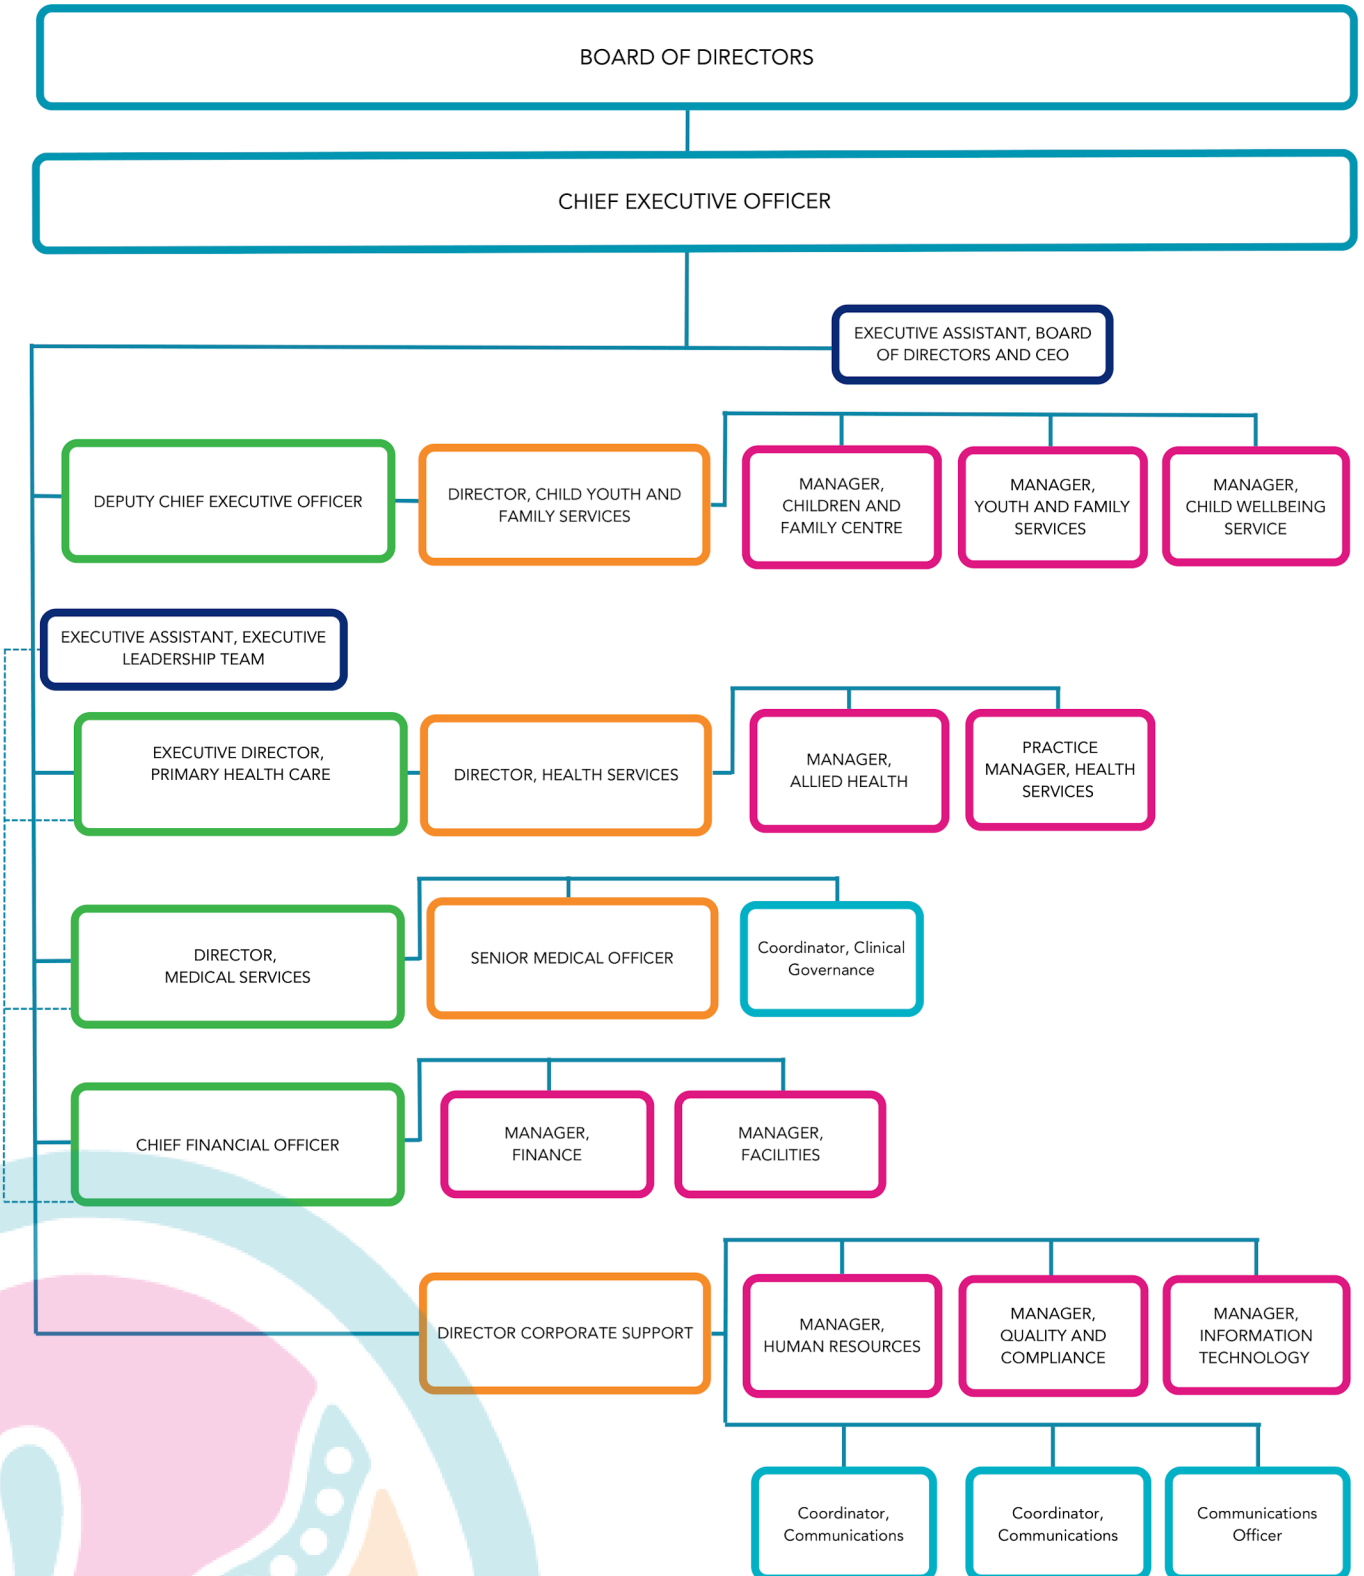 BOARD OF DIRECTORS
CHIEF EXECUTIVE OFFICER
EXECUTIVE ASSISTANT, BOARD
OF DIRECTORS AND CEO
DEPUTY CHIEF EXECUTIVE OFFICER
DIRECTOR, CHILD YOUTH AND
FAMILY SERVICES
MANAGER,
CHILDREN AND
FAMILY CENTRE
MANAGER,
YOUTH AND FAMILY
SERVICES
MANAGER,
CHILD WELLBEING
SERVICE
EXECUTIVE ASSISTANT, EXECUTIVE
LEADERSHIP TEAM
EXECUTIVE DIRECTOR,
PRIMARY HEALTH CARE
DIRECTOR, HEALTH SERVICES
MANAGER,
ALLIED HEALTH
PRACTICE
MANAGER, HEALTH
SERVICES
DIRECTOR,
MEDICAL SERVICES
SENIOR MEDICAL OFFICER
Coordinator, Clinical
Governance
CHIEF FINANCIAL OFFICER
MANAGER,
FINANCE
MANAGER,
FACILITIES
DIRECTOR CORPORATE SUPPORT
MANAGER,
HUMAN RESOURCES
MANAGER,
QUALITY AND
COMPLIANCE
MANAGER,
INFORMATION
TECHNOLOGY
Coordinator,
Communications
Coordinator,
Communications
Communications
Officer